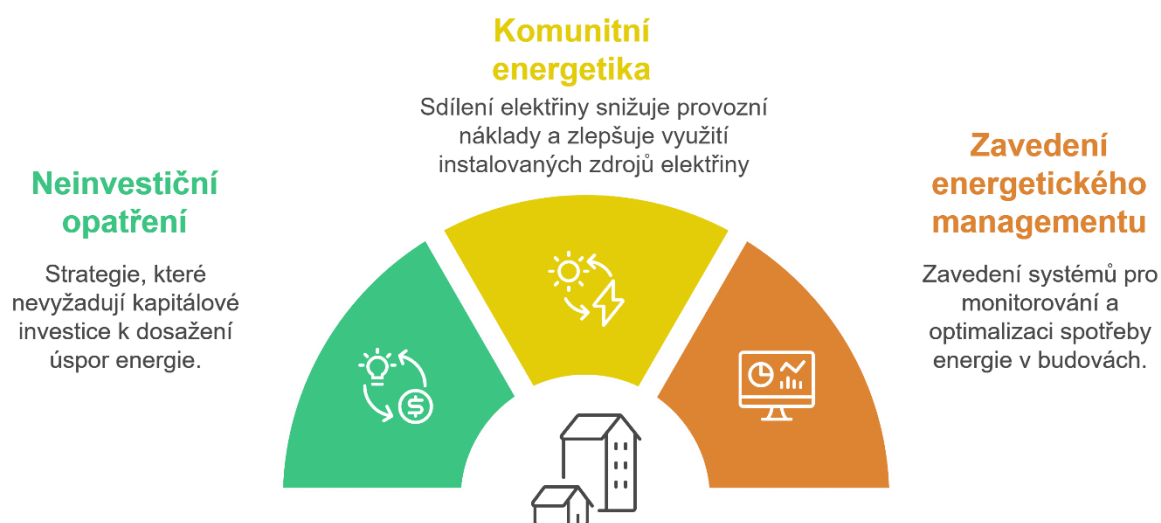 Komunitní
energetika
Sdílení elektřiny snižuje provozní
náklady a zlepšuje využití
instalovaných zdrojů elektřiny
Neinvestiční
opatření
Strategie, které
nevyžadují kapitálové
investice k dosažení
úspor energie.
Zavedení
energetického
managementu
Zavedení systémů pro
monitorování a
optimalizaci spotřeby
energie v budovách.
$